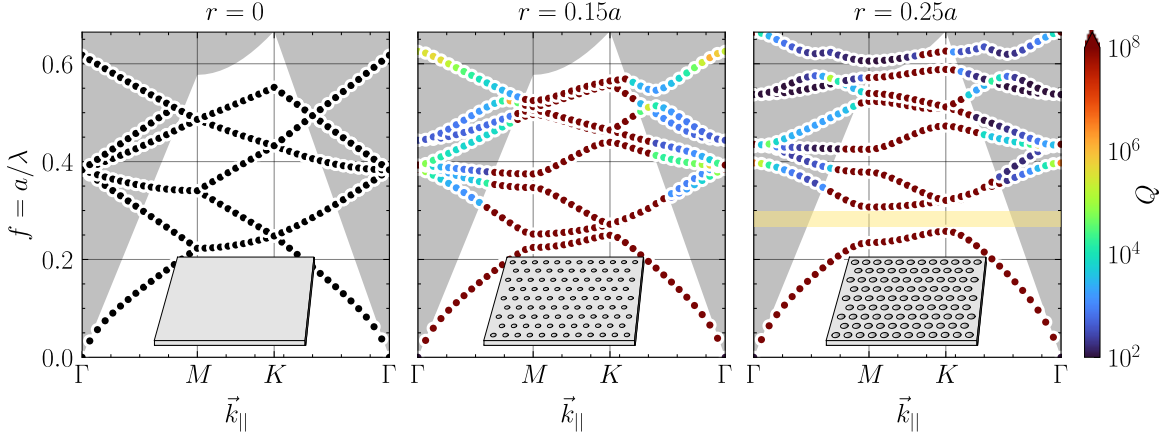 r = 0
r = 0.15a
r = 0.25a
f = a/λ
0.6
0.4
0.2
0.0
Γ M K Γ
Γ M K Γ
Γ M K Γ
k⃗||
k⃗||
k⃗||
10^8
10^6
10^4
10^2
Q